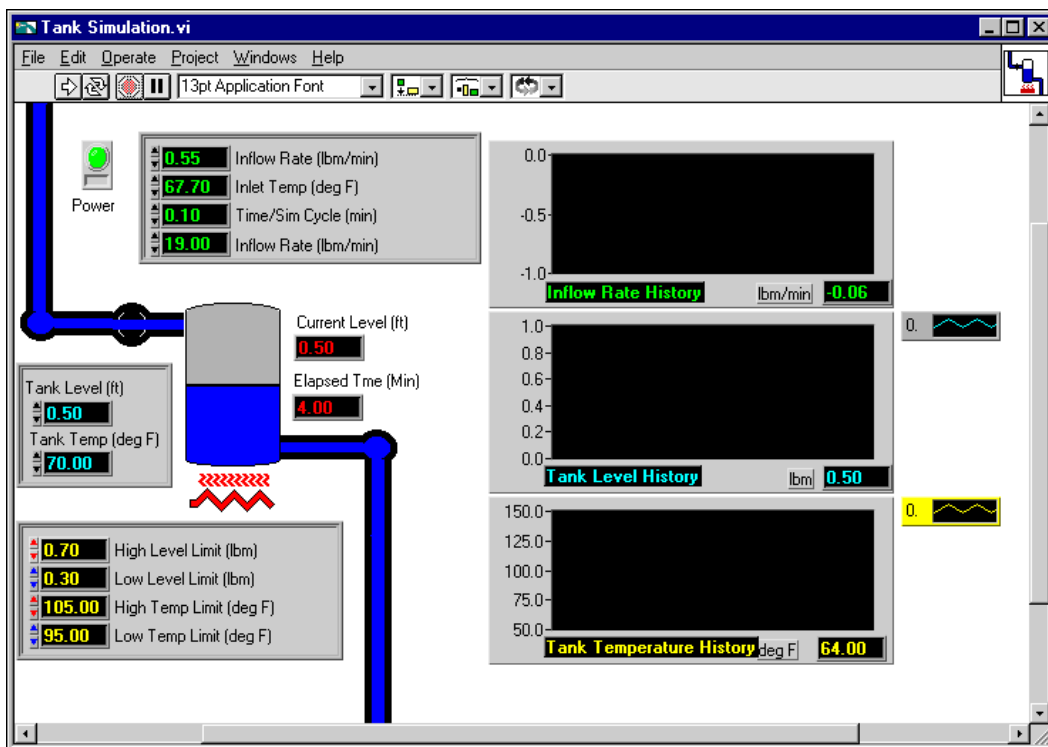 Tank Simulation.vi
File Edit Operate Project Windows Help
13pt Application Font
Power
0.55 Inflow Rate (lbm/min)
67.70 Inlet Temp (deg F)
0.10 Time/Sim Cycle (min)
19.00 Inflow Rate (lbm/min)
0.0
-0.5
-1.0
Inflow Rate History lbm/min -0.06
Current Level (ft)
0.50
Elapsed Tme (Min)
4.00
Tank Level (ft)
0.50
Tank Temp (deg F)
70.00
1.0
0.8
0.6
0.4
0.2
0.0
Tank Level History lbm 0.50
0.
0.70 High Level Limit (lbm)
0.30 Low Level Limit (lbm)
105.00 High Temp Limit (deg F)
95.00 Low Temp Limit (deg F)
150.0
125.0
100.0
75.0
50.0
Tank Temperature History deg F 64.00
0.